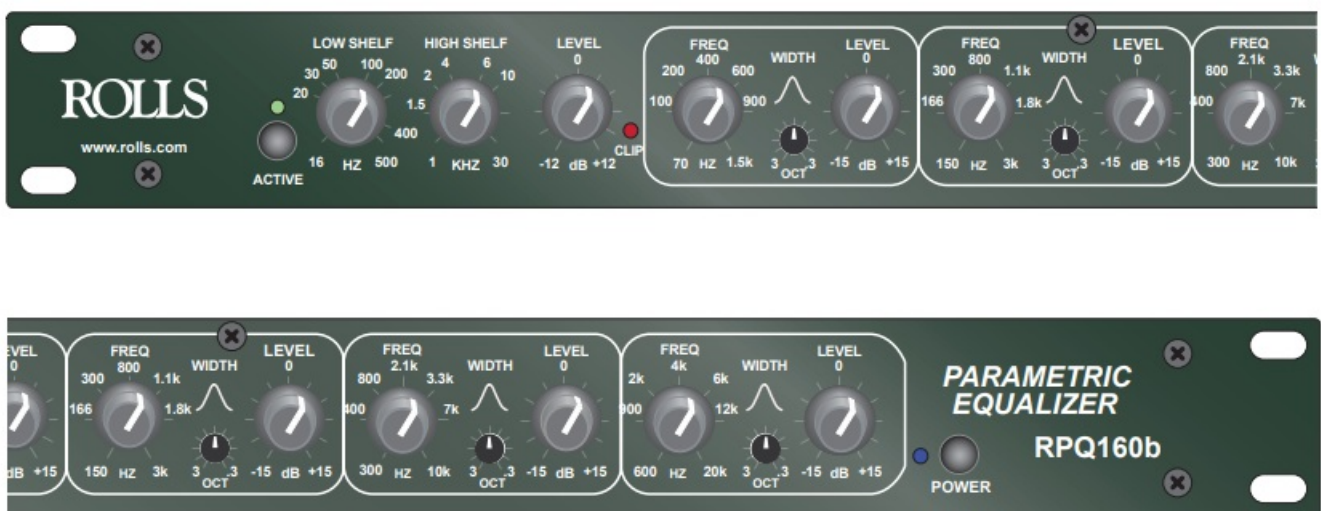 ROLLS
www.rolls.com
ACTIVE
LOW SHELF
50 100
30 200
20
400
16 HZ 500
HIGH SHELF
4 6
2 10
1.5
1 KHZ 30
LEVEL
0
-12 dB +12
CLIP
FREQ
400
200 600
100 900
70 HZ 1.5k
WIDTH
3 .3
OCT
LEVEL
0
-15 dB +15
FREQ
800
300 1.1k
166 1.8k
150 HZ 3k
WIDTH
3 .3
OCT
LEVEL
0
-15 dB +15
FREQ
2.1k
800 3.3k
400 7k
300 HZ 10k
EVEL
0
dB +15
FREQ
800
300 1.1k
166 1.8k
150 HZ 3k
WIDTH
3 .3
OCT
LEVEL
0
-15 dB +15
FREQ
2.1k
800 3.3k
400 7k
300 HZ 10k
WIDTH
3 .3
OCT
LEVEL
0
-15 dB +15
FREQ
4k
2k 6k
900 12k
600 HZ 20k
WIDTH
3 .3
OCT
LEVEL
0
-15 dB +15
PARAMETRIC
EQUALIZER
RPQ160b
POWER